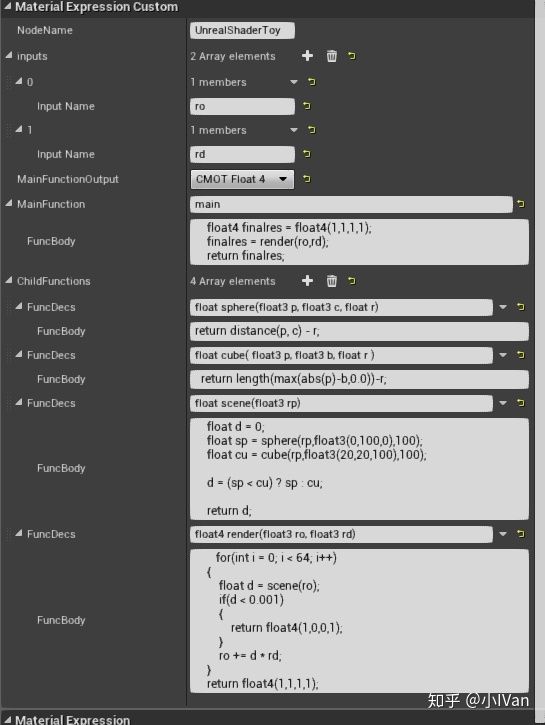 Material Expression Custom
NodeName UnrealShaderToy
inputs 2 Array elements
0 1 members
Input Name ro
1 1 members
Input Name rd
MainFunctionOutput CMOT Float 4
MainFunction main
FuncBody
float4 finalres = float4(1,1,1,1);
finalres = render(ro,rd);
return finalres;
ChildFunctions 4 Array elements
FuncDecs float sphere(float3 p, float3 c, float r)
FuncBody return distance(p, c) - r;
FuncDecs float cube( float3 p, float3 b, float r )
FuncBody return length(max(abs(p)-b,0.0))-r;
FuncDecs float scene(float3 rp)
FuncBody
float d = 0;
float sp = sphere(rp,float3(0,100,0),100);
float cu = cube(rp,float3(20,20,100),100);
d = (sp < cu) ? sp : cu;
return d;
FuncDecs float4 render(float3 ro, float3 rd)
FuncBody
for(int i = 0; i < 64; i++)
{
float d = scene(ro);
if(d < 0.001)
{
return float4(1,0,0,1);
}
ro += d * rd;
}
return float4(1,1,1,1);
知乎 @小IVan
Material Expression